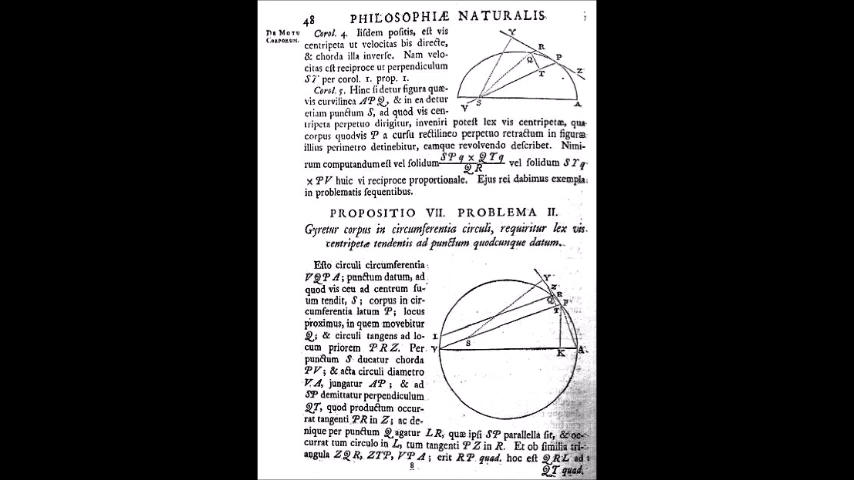 48 PHILOSOPHIÆ NATURALIS
De Motu
Corporum.
Corol. 4. Iisdem positis, est vis
centripeta ut velocitas bis directe,
& chorda illa inverse. Nam velo-
citas est reciproce ut perpendiculum
ST per corol. 1. prop. 1.
Corol. 5. Hinc si detur figura quæ-
vis curvilinea APQ, & in ea detur
etiam punctum S, ad quod vis cen-
tripeta perpetuo dirigitur, inveniri potest lex vis centripetæ, qua
corpus quodvis P a cursu rectilineo perpetuo retractum in figuræ
illius perimetro detinebitur, eamque revolvendo describet. Nimi-
rum computandum est vel solidum SPq × QTq / QR vel solidum STq
× PV huic vi reciproce proportionale. Ejus rei dabimus exempla
in problematis sequentibus.
Y R P Q T Z V S A
PROPOSITIO VII. PROBLEMA II.
Gyretur corpus in circumferentia circuli, requiritur lex vis
centripetæ tendentis ad punctum quodcunque datum.
Esto circuli circumferentia
VQPA; punctum datum, ad
quod vis ceu ad centrum su-
um tendit, S; corpus in cir-
cumferentia latum P; locus
proximus, in quem movebitur
Q; & circuli tangens ad lo-
cum priorem PRZ. Per
punctum S ducatur chorda
PV; & acta circuli diametro
VA, jungatur AP; & ad
SP demittatur perpendiculum
QT, quod productum occur-
rat tangenti PR in Z; ac de-
nique per punctum Q agatur LR, quæ ipsi SP parallela sit, & oc-
currat tum circulo in L, tum tangenti PZ in R. Et ob similia tri-
angula ZQR, ZTP, VPA; erit RP quad. hoc est QRL ad
QT quad.
Y Z R Q P T L S V K A
8